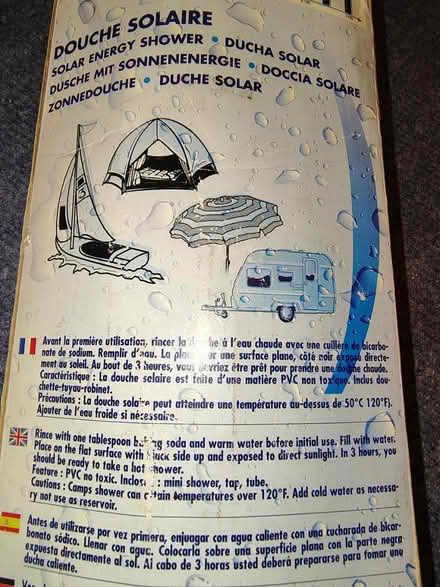 DOUCHE SOLAIRE
SOLAR ENERGY SHOWER • DUCHA SOLAR
DUSCHE MIT SONNENENERGIE • DOCCIA SOLARE
ZONNEDOUCHE • DUCHE SOLAR
Avant la première utilisation, rincer la à l'eau chaude avec une cuillère de bicarbo-
nate de sodium. Remplir d'eau. La sur une surface plane, côté noir exposé directe-
ment au soleil. Au bout de 3 heures, vous devriez être prêt pour prendre une douche chaude.
Caractéristique : La douche solaire est faite d'une matière PVC non toxique. Inclus dou-
chette-tuyau-robinet.
Précautions : La douche solaire peut atteindre une température au-dessus de 50°C 120°F).
Ajouter de l'eau froide si nécessaire.
Rince with one tablespoon soda and warm water before initial use. Fill with water.
Place on the flat surface with side up and exposed to direct sunlight. In 3 hours, you
should be ready to take a hot shower.
Feature : PVC no toxic. mini shower, tap, tube.
Cautions : Camps shower can temperatures over 120°F. Add cold water as necessa-
ry not use as reservoir.
Antes de utilizarse por vez primera, enjuagar con agua caliente con una cucharada de bicar-
bonato sódico. Llenar con agua. Colocarla sobre una superficie plana con la parte negra
expuesta directamente al sol. Al cabo de 3 horas usted deberá prepararse para tomar una
ducha caliente.